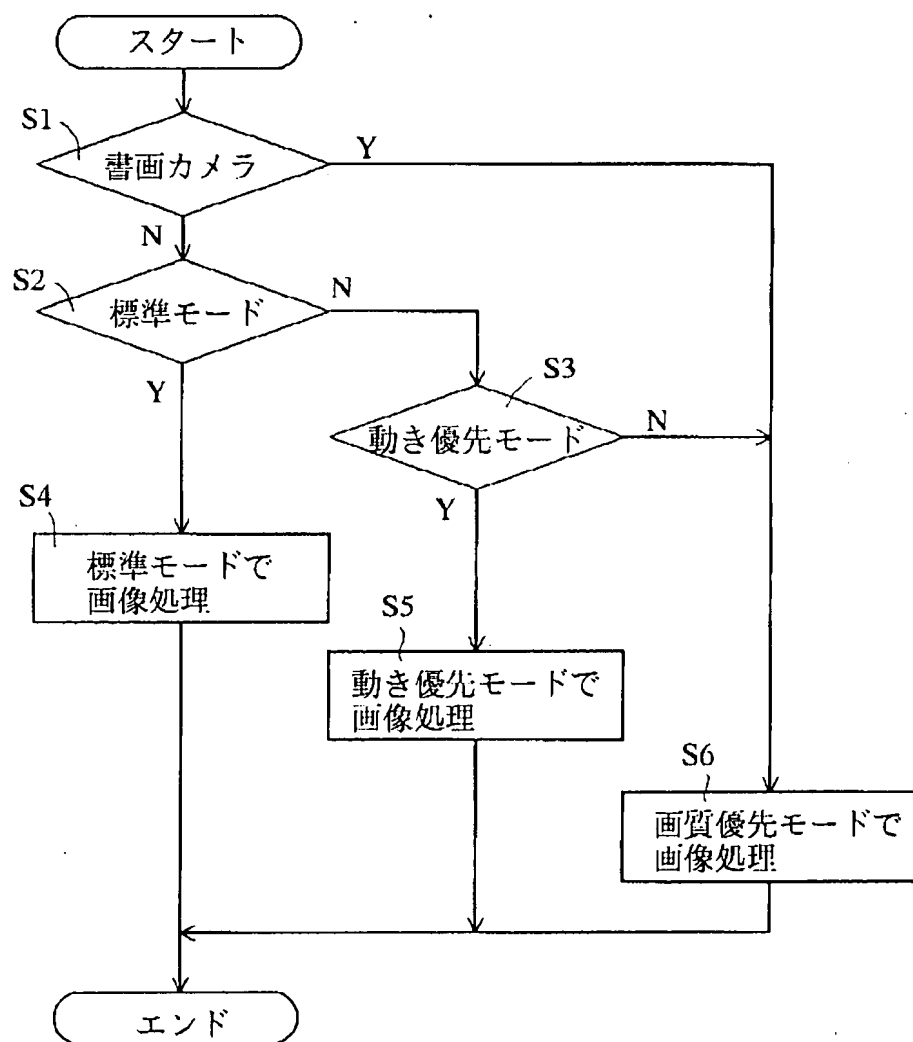 スタート
S1
書画カメラ
Y
N
S2
標準モード
N
Y
S3
動き優先モード
N
Y
S4
標準モードで
画像処理
S5
動き優先モードで
画像処理
S6
画質優先モードで
画像処理
エンド